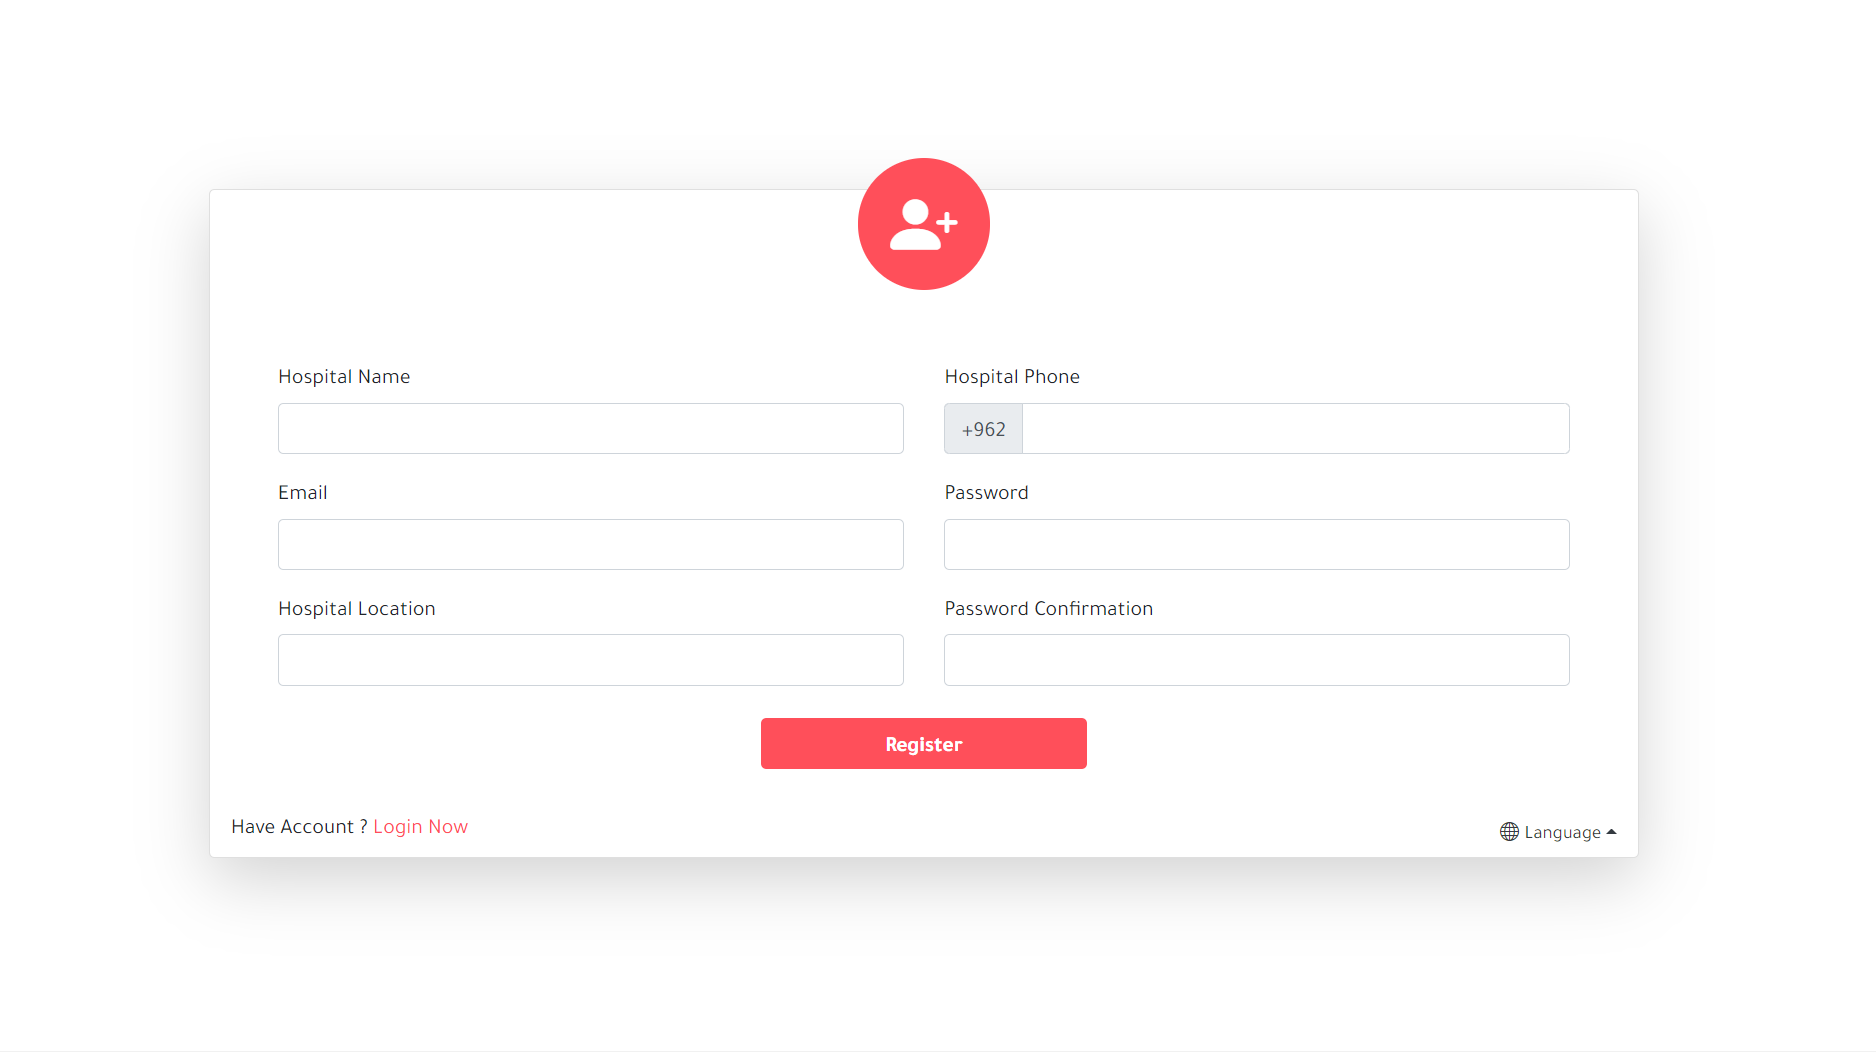 Hospital Name
Hospital Phone
+962
Email
Password
Hospital Location
Password Confirmation
Register
Have Account ? Login Now
Language